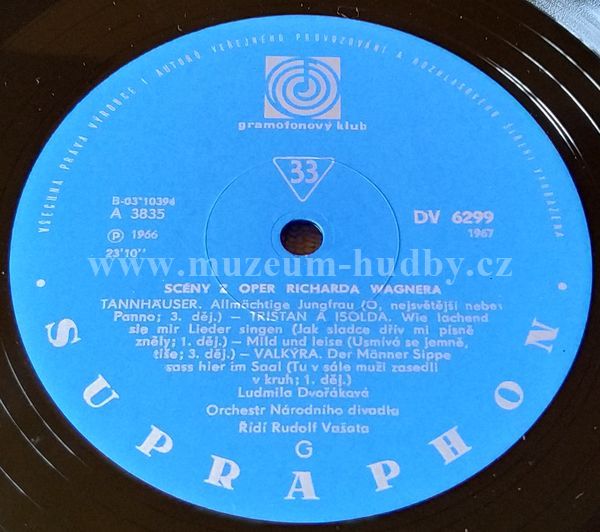 VŠECHNA PRÁVA VÝROBCE I AUTORŮ VEŘEJNÉHO PROVOZOVÁNÍ A ROZHLASOVÉHO ŠÍŘENÍ VYHRAZENA
gramofonový klub
33
B-03*10394
A 3835
DV 6299
℗ 1966
1967
23'10''
www.muzeum-hudby.cz
SCÉNY Z OPER RICHARDA WAGNERA
TANNHÄUSER. Allmächtige Jungfrau (Ó, nejsvětější nebes
Panno; 3. děj.) – TRISTAN A ISOLDA. Wie lachend
sie mir Lieder singen (Jak sladce dřív mi písně
zněly; 1. děj.) – Mild und leise (Usmívá se jemně,
tiše; 3. děj.) – VALKÝRA. Der Männer Sippe
sass hier im Saal (Tu v sále muži zasedli
v kruh; 1. děj.)
Ludmila Dvořáková
Orchestr Národního divadla
Řídí Rudolf Vašata
G
• SUPRAPHON •